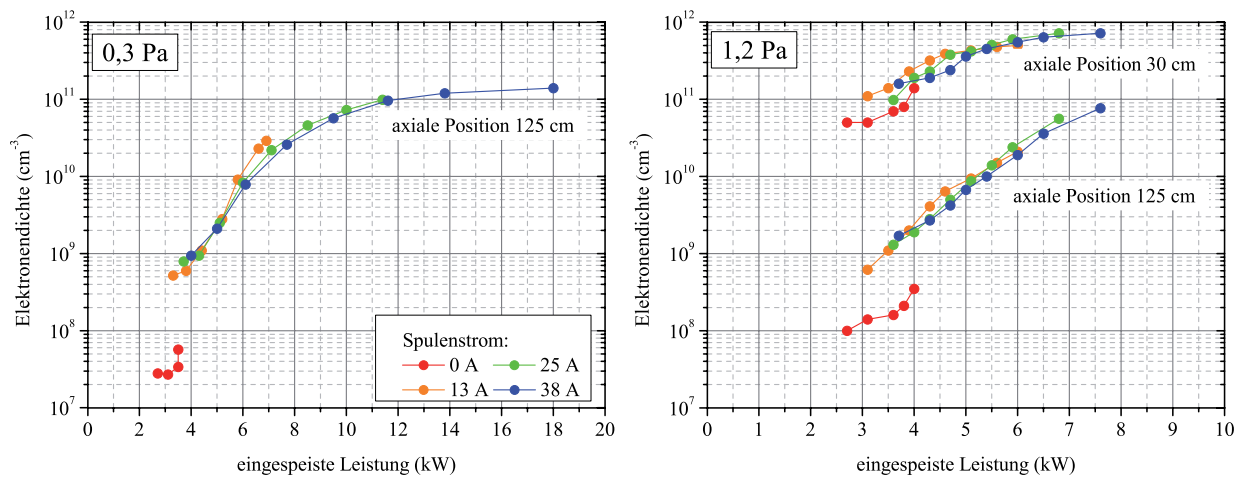 0,3 Pa
10^12
10^11
10^10
10^9
10^8
10^7
Elektronendichte (cm^-3)
axiale Position 125 cm
Spulenstrom:
0 A 25 A
13 A 38 A
0 2 4 6 8 10 12 14 16 18 20
eingespeiste Leistung (kW)
1,2 Pa
10^12
10^11
10^10
10^9
10^8
10^7
Elektronendichte (cm^-3)
axiale Position 30 cm
axiale Position 125 cm
0 1 2 3 4 5 6 7 8 9 10
eingespeiste Leistung (kW)